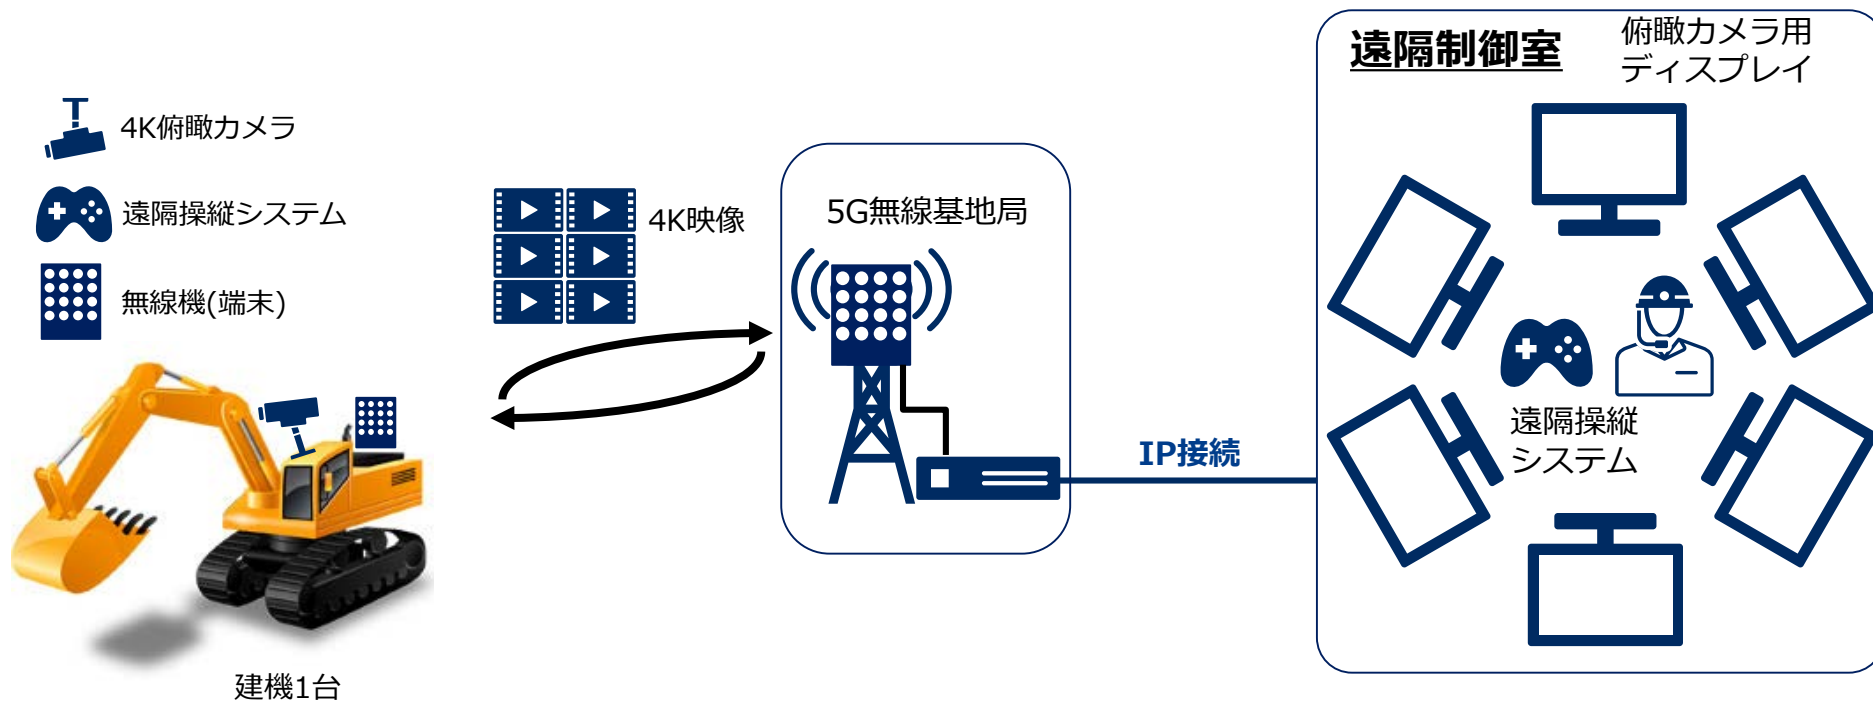 4K俯瞰カメラ
遠隔操縦システム
無線機(端末)
建機1台
4K映像
5G無線基地局
IP接続
遠隔制御室
俯瞰カメラ用
ディスプレイ
遠隔操縦
システム